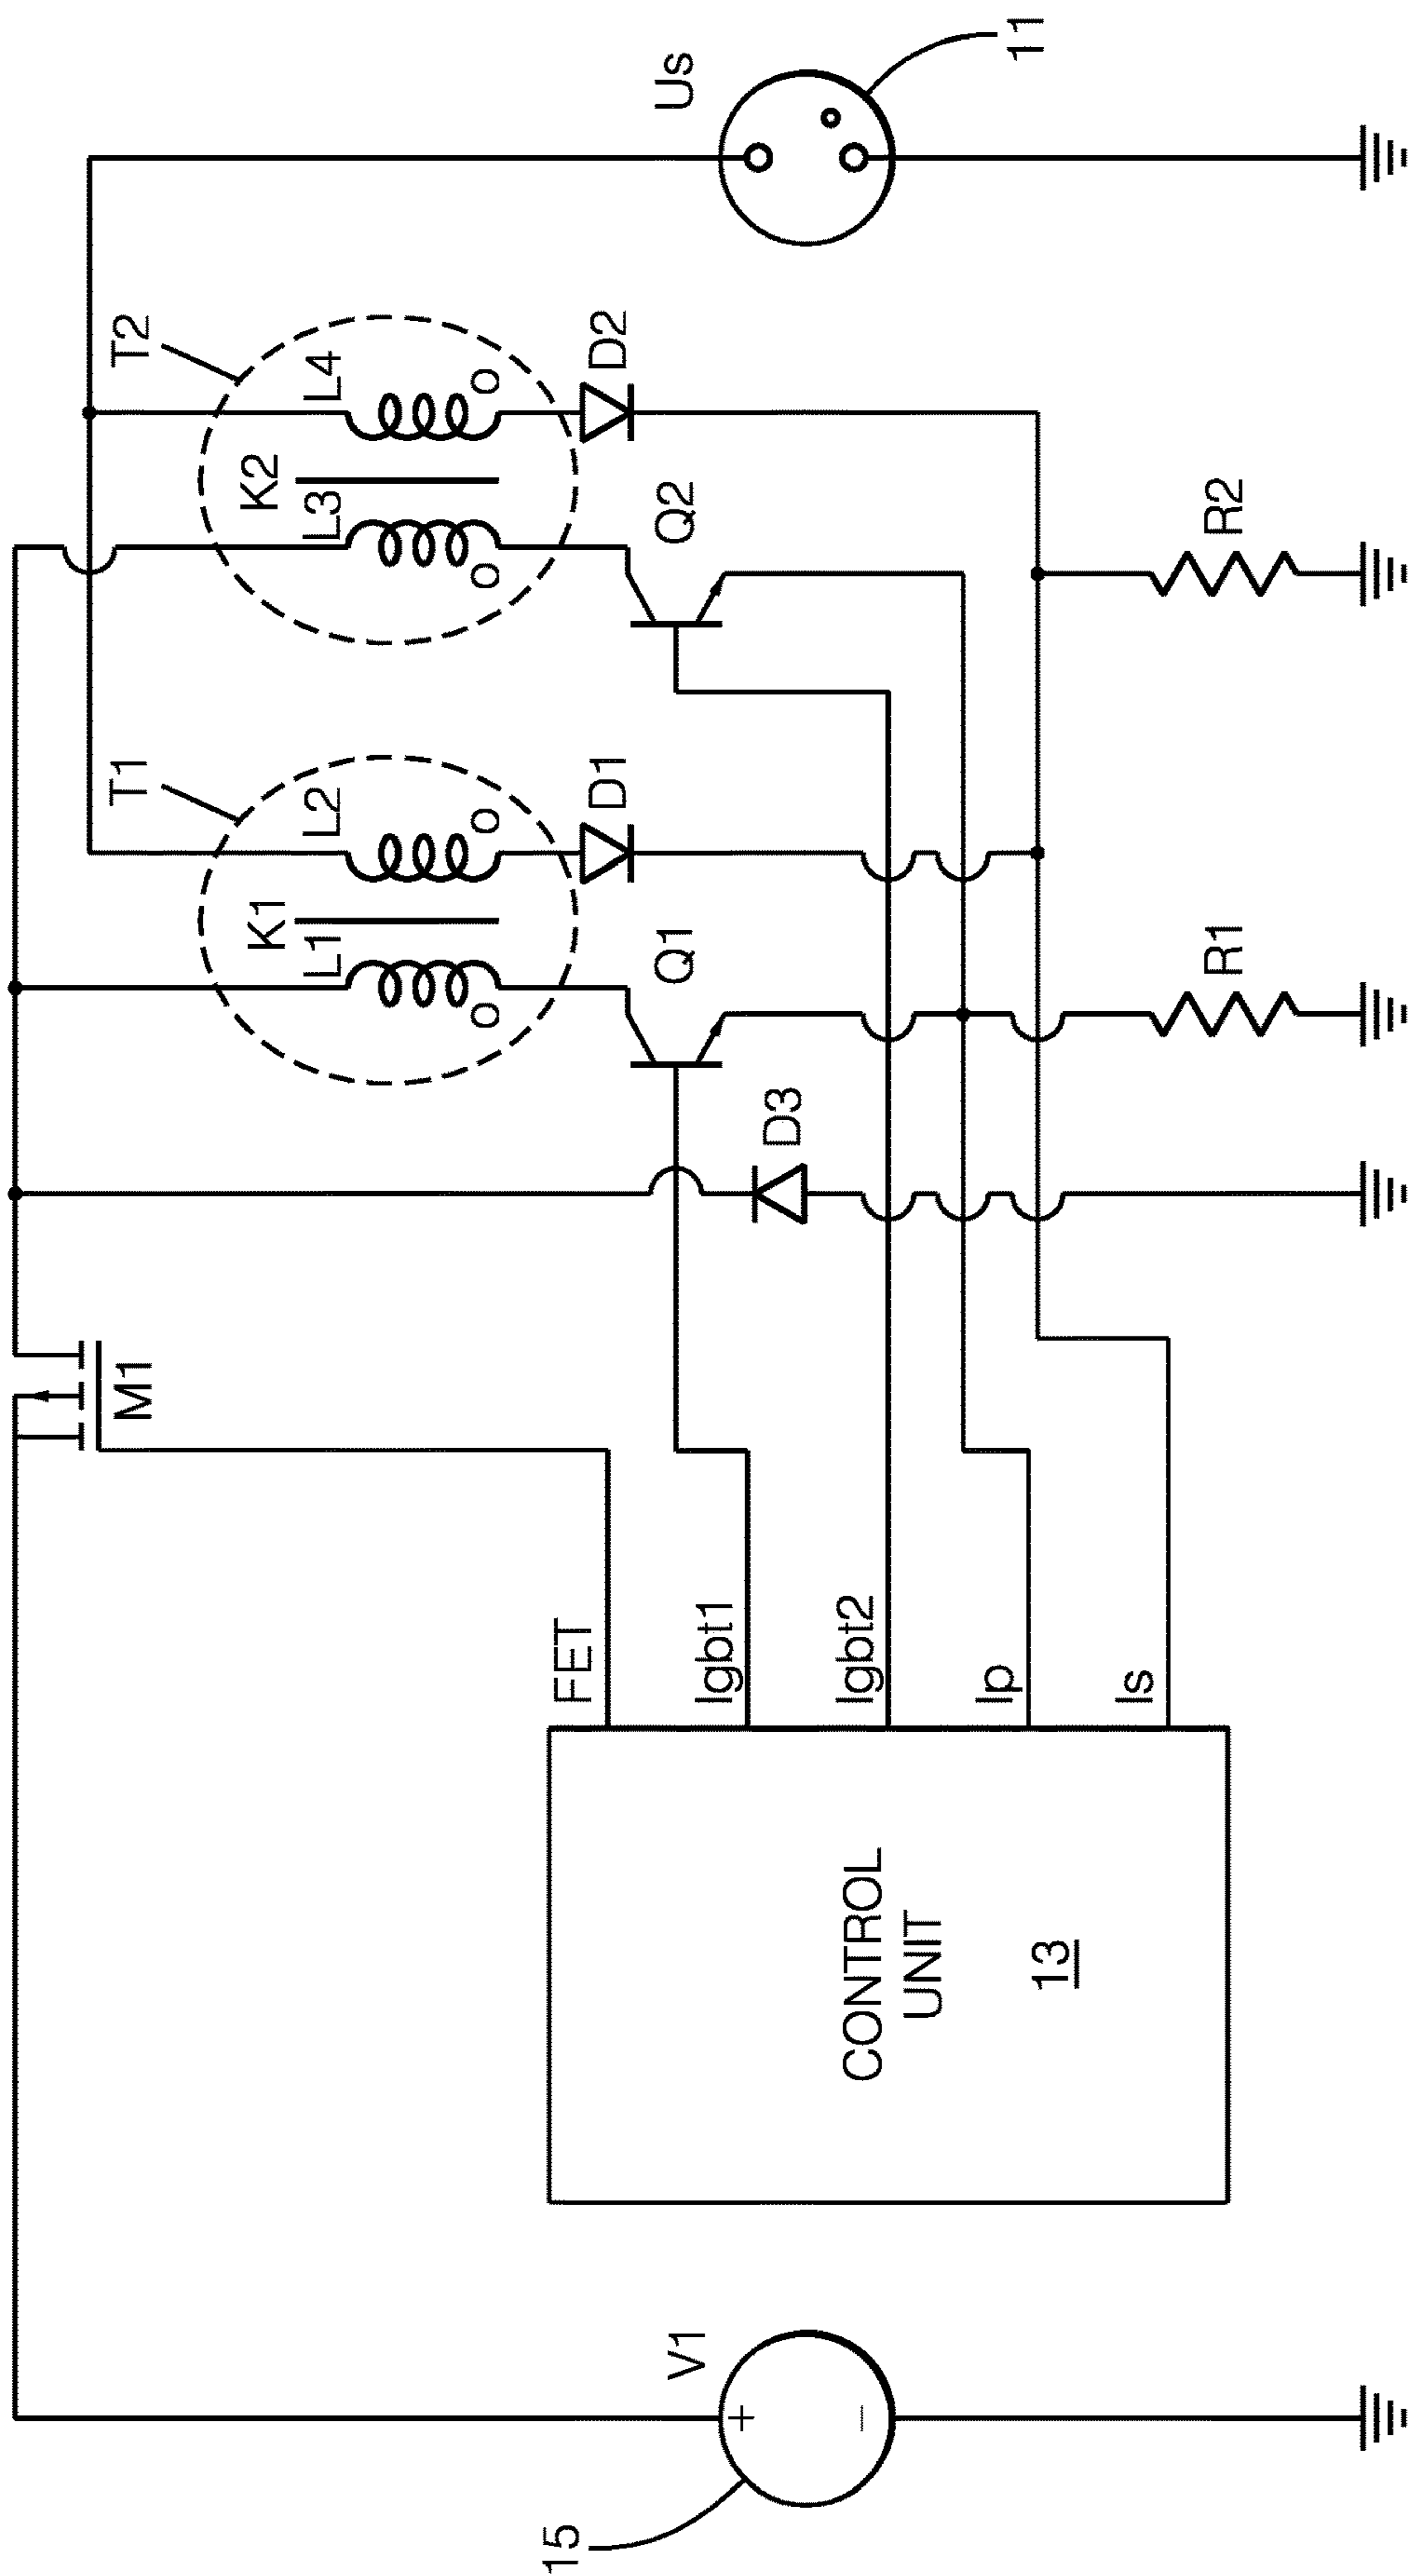 T1
T2
K1
L1
L2
K2
L3
L4
M1
Q1
D1
Q2
D2
Us
11
D3
R1
R2
FET
Igbt1
Igbt2
Ip
Is
CONTROL
UNIT
13
V1
+
−
15